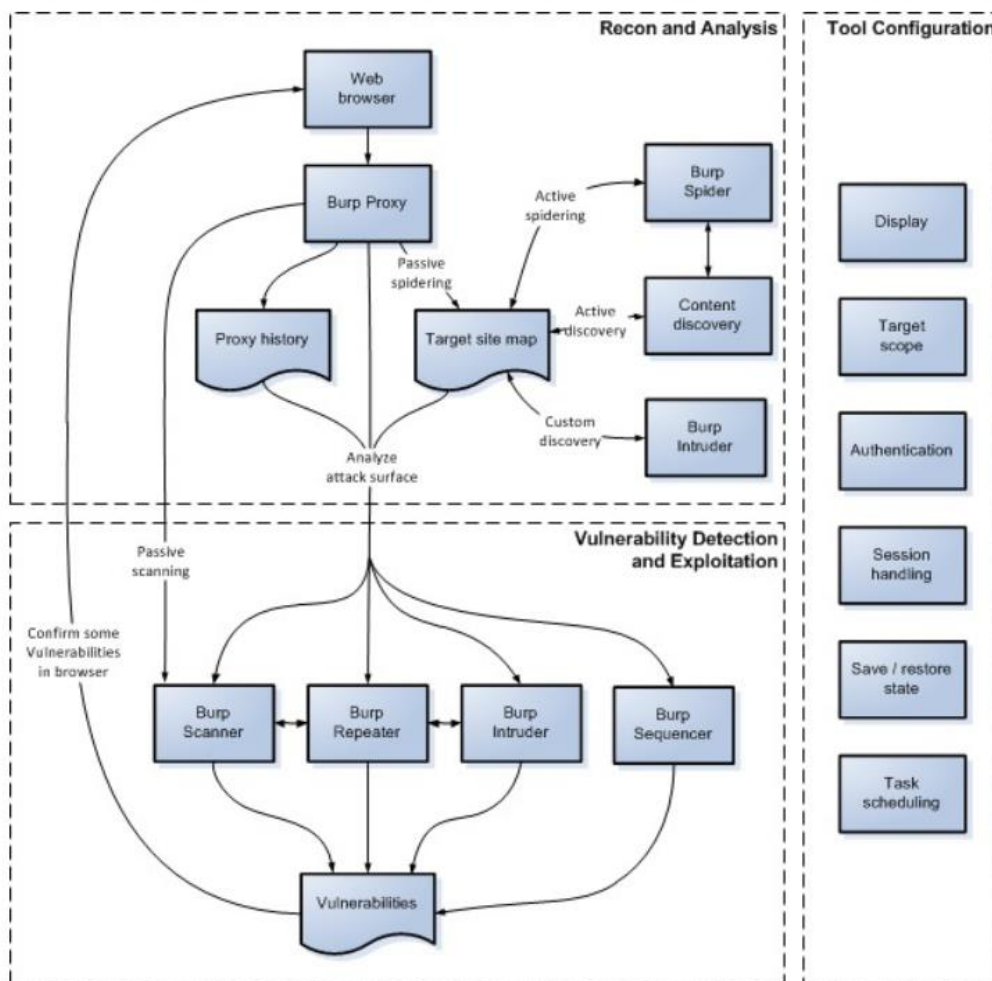 Recon and Analysis
Tool Configuration
Web
browser
Burp Proxy
Burp
Spider
Active
spidering
Passive
spidering
Display
Proxy history
Target site map
Active
discovery
Content
discovery
Target
scope
Custom
discovery
Burp
Intruder
Analyze
attack surface
Authentication
Vulnerability Detection
and Exploitation
Passive
scanning
Session
handling
Confirm some
Vulnerabilities
in browser
Burp
Scanner
Burp
Repeater
Burp
Intruder
Burp
Sequencer
Save / restore
state
Task
scheduling
Vulnerabilities